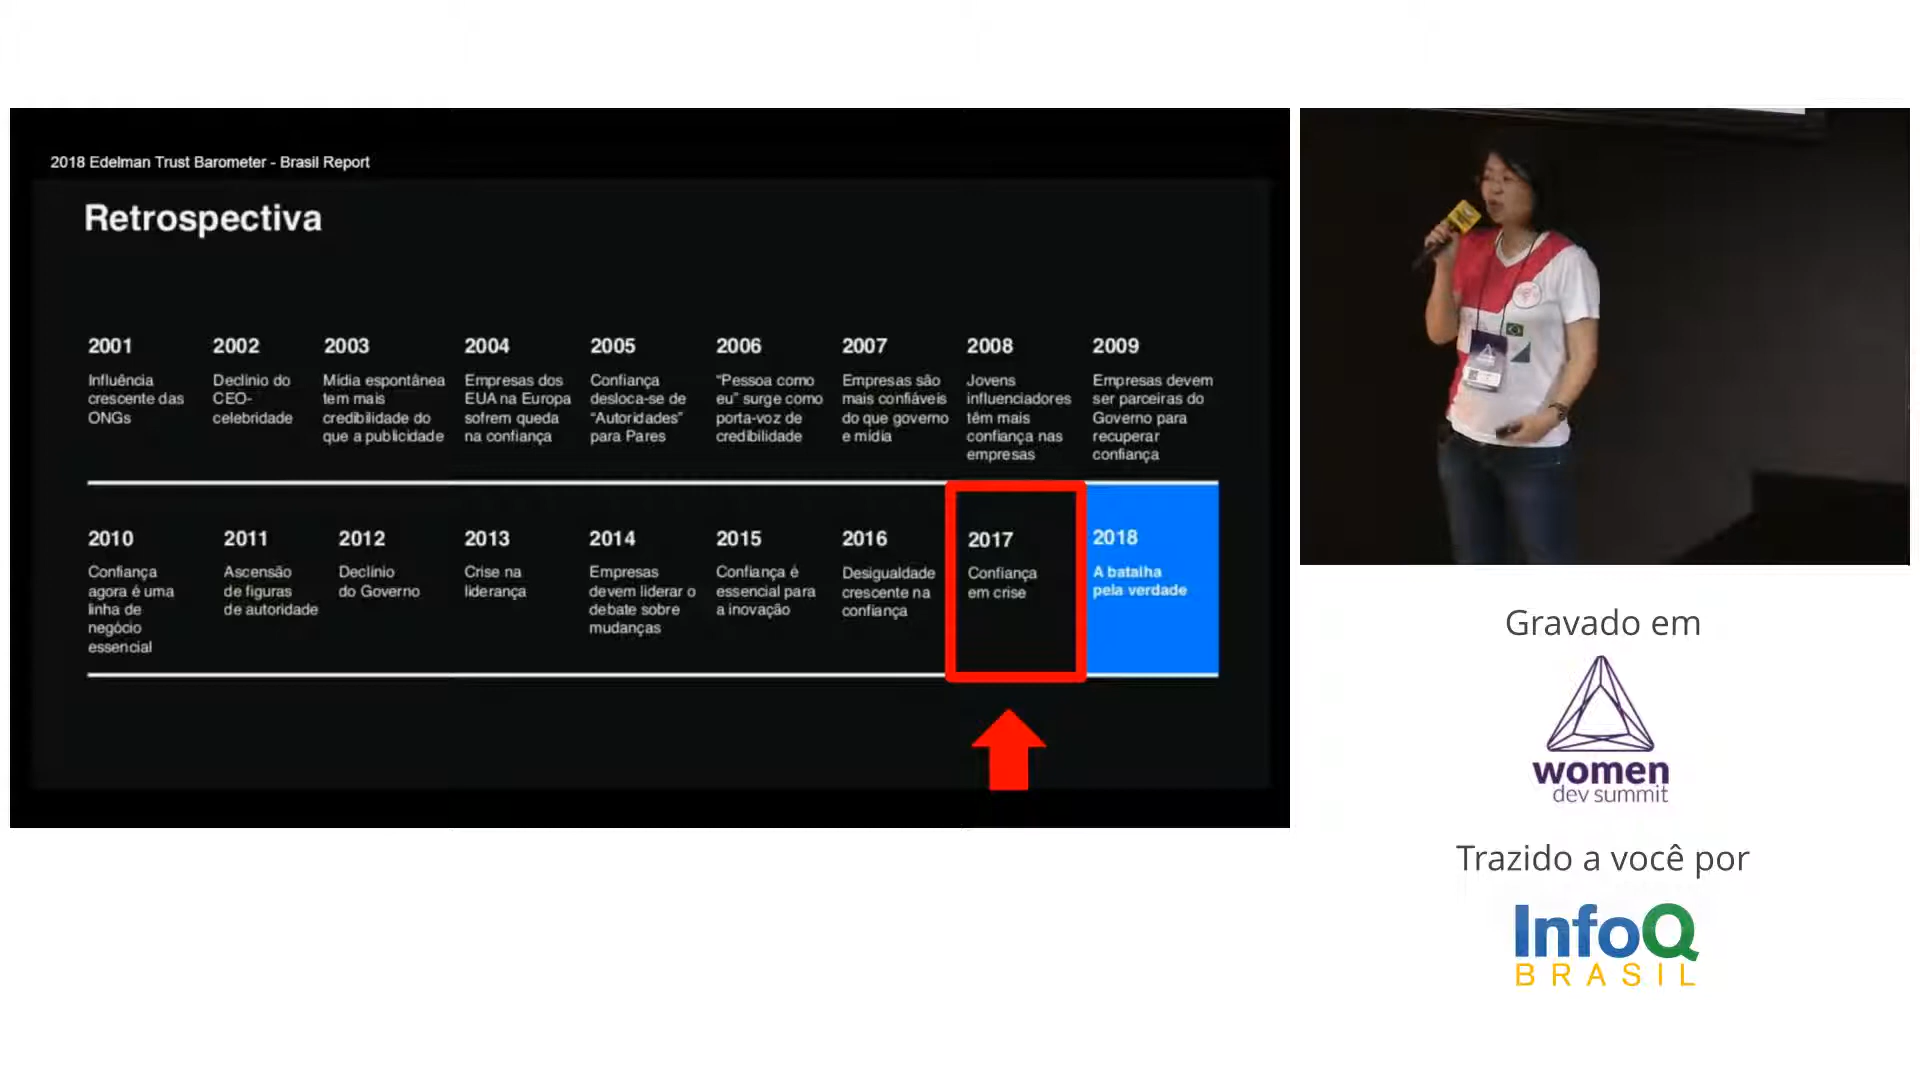 2018 Edelman Trust Barometer - Brasil Report
Retrospectiva
2001
Influência
crescente das
ONGs
2002
Declínio do
CEO-
celebridade
2003
Mídia espontânea
tem mais
credibilidade do
que a publicidade
2004
Empresas dos
EUA na Europa
sofrem queda
na confiança
2005
Confiança
desloca-se de
“Autoridades”
para Pares
2006
“Pessoa como
eu” surge como
porta-voz de
credibilidade
2007
Empresas são
mais confiáveis
do que governo
e mídia
2008
Jovens
influenciadores
têm mais
confiança nas
empresas
2009
Empresas devem
ser parceiras do
Governo para
recuperar
confiança
2010
Confiança
agora é uma
linha de
negócio
essencial
2011
Ascensão
de figuras
de autoridade
2012
Declínio
do Governo
2013
Crise na
liderança
2014
Empresas
devem liderar o
debate sobre
mudanças
2015
Confiança é
essencial para
a inovação
2016
Desigualdade
crescente na
confiança
2017
Confiança
em crise
2018
A batalha
pela verdade
Gravado em
women
dev summit
Trazido a você por
InfoQ
BRASIL